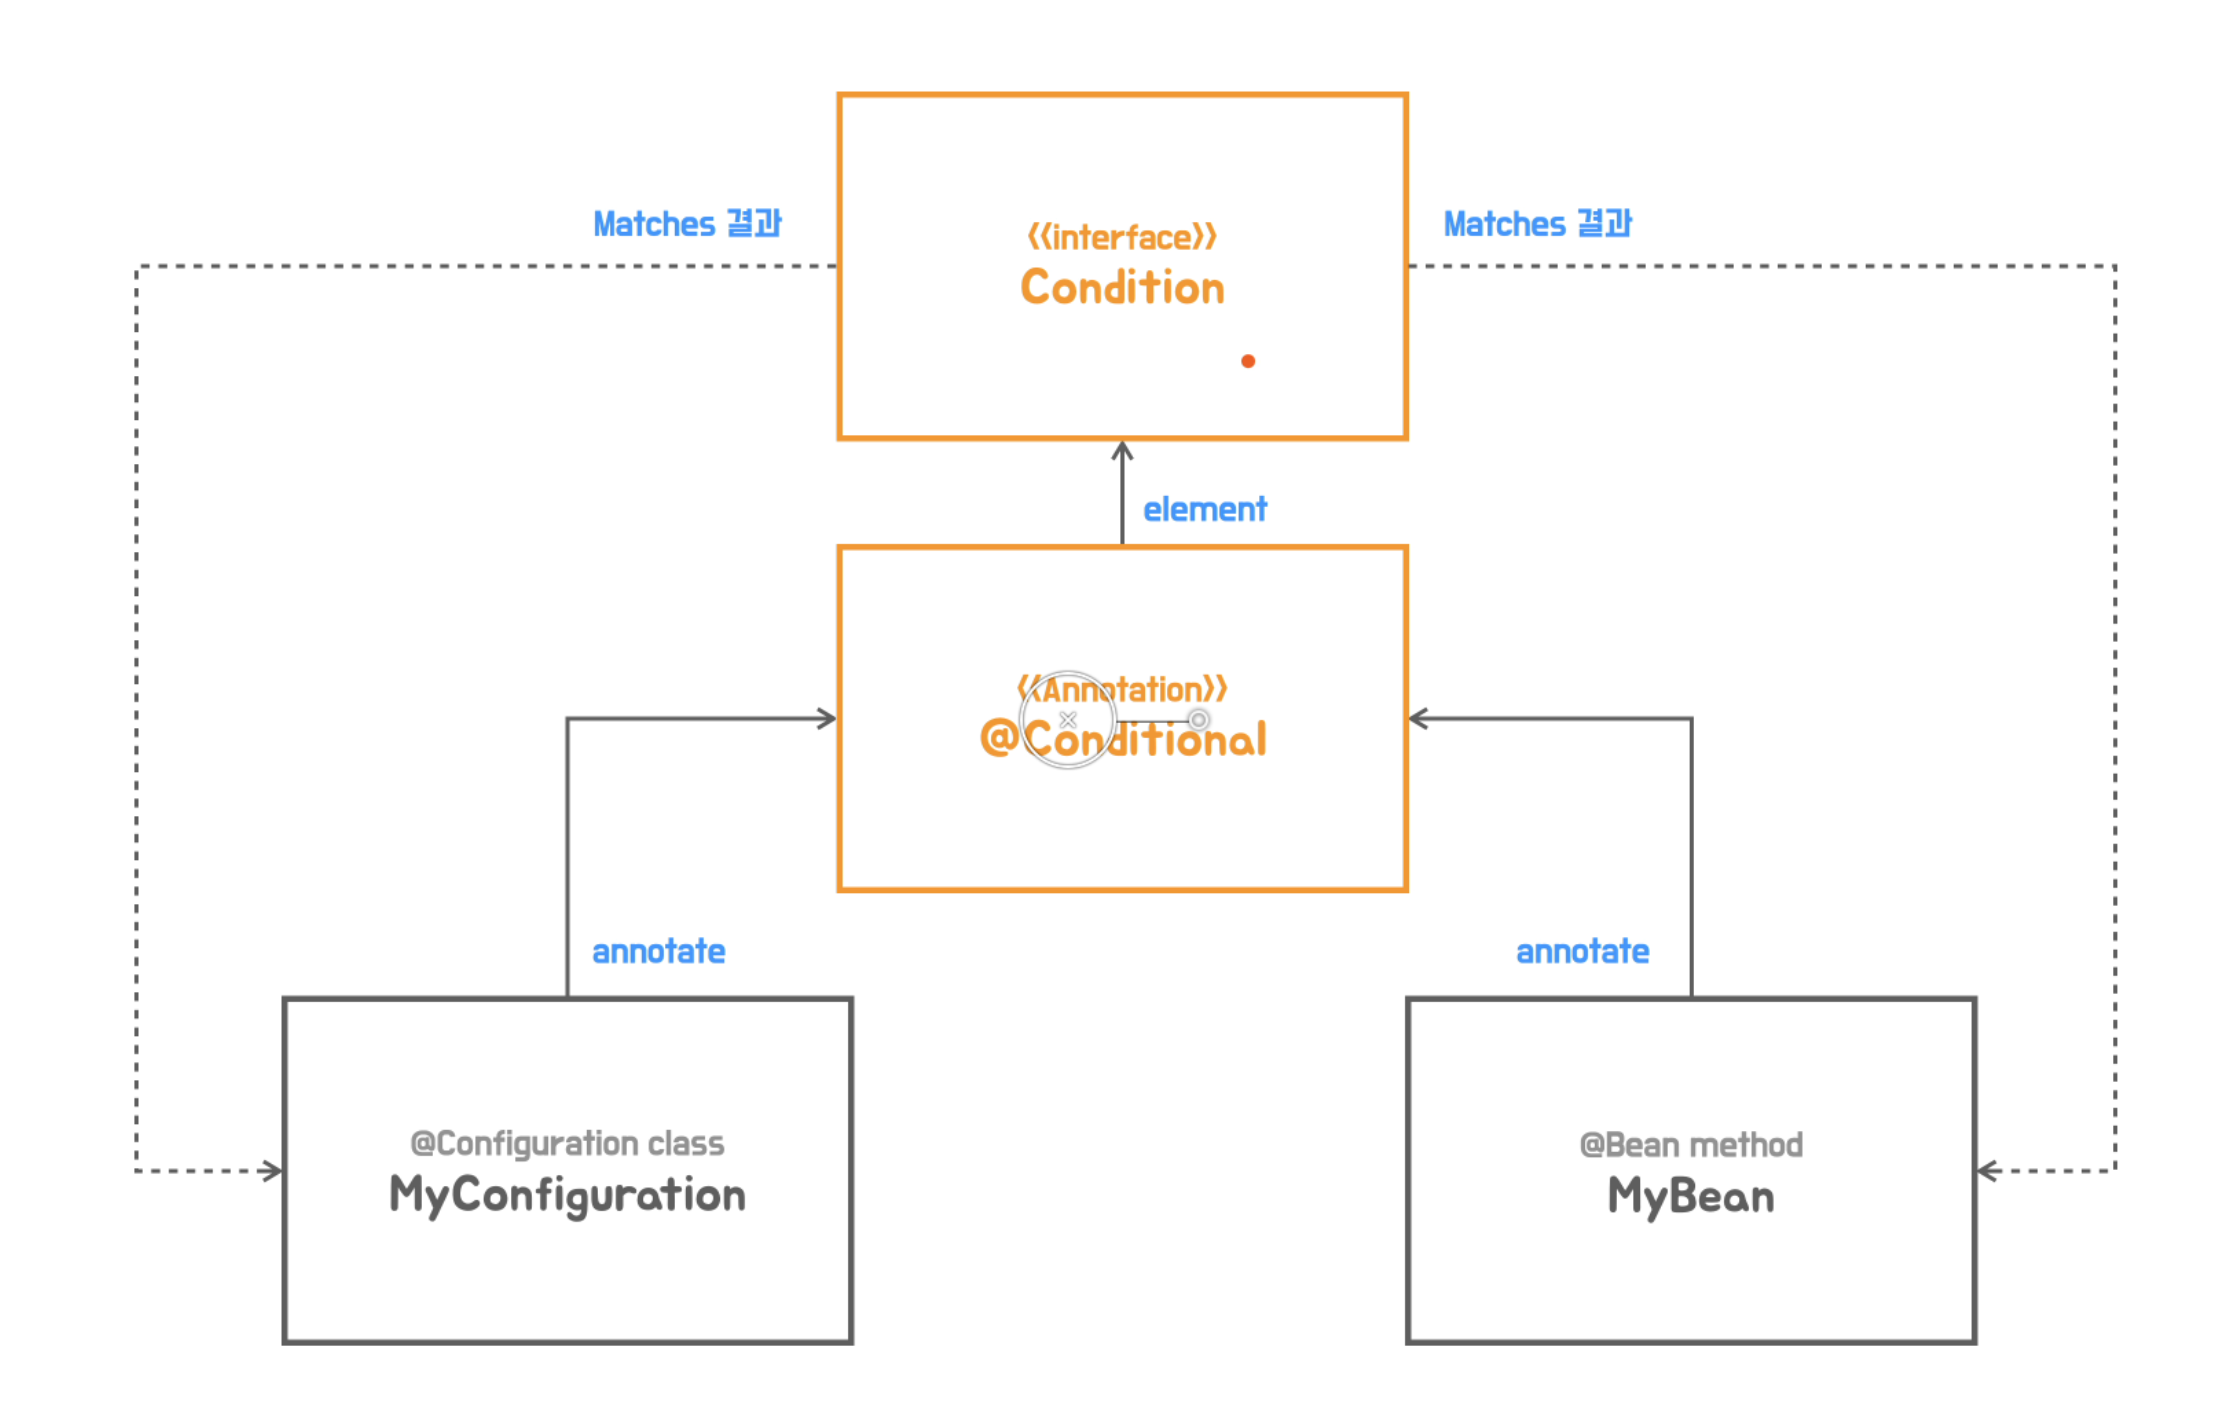 Matches 결과
Matches 결과
《interface》
Condition
element
《Annotation》
@Conditional
annotate
annotate
@Configuration class
MyConfiguration
@Bean method
MyBean